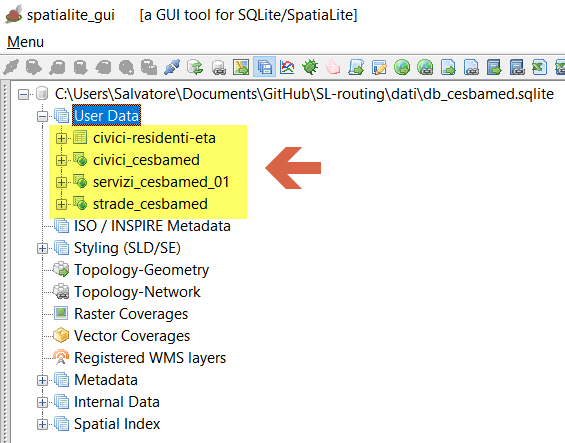 spatialite_gui [a GUI tool for SQLite/SpatiaLite]
Menu
C:\Users\Salvatore\Documents\GitHub\SL-routing\dati\db_cesbamed.sqlite
User Data
civici-residenti-eta
civici_cesbamed
servizi_cesbamed_01
strade_cesbamed
ISO / INSPIRE Metadata
Styling (SLD/SE)
Topology-Geometry
Topology-Network
Raster Coverages
Vector Coverages
Registered WMS layers
Metadata
Internal Data
Spatial Index